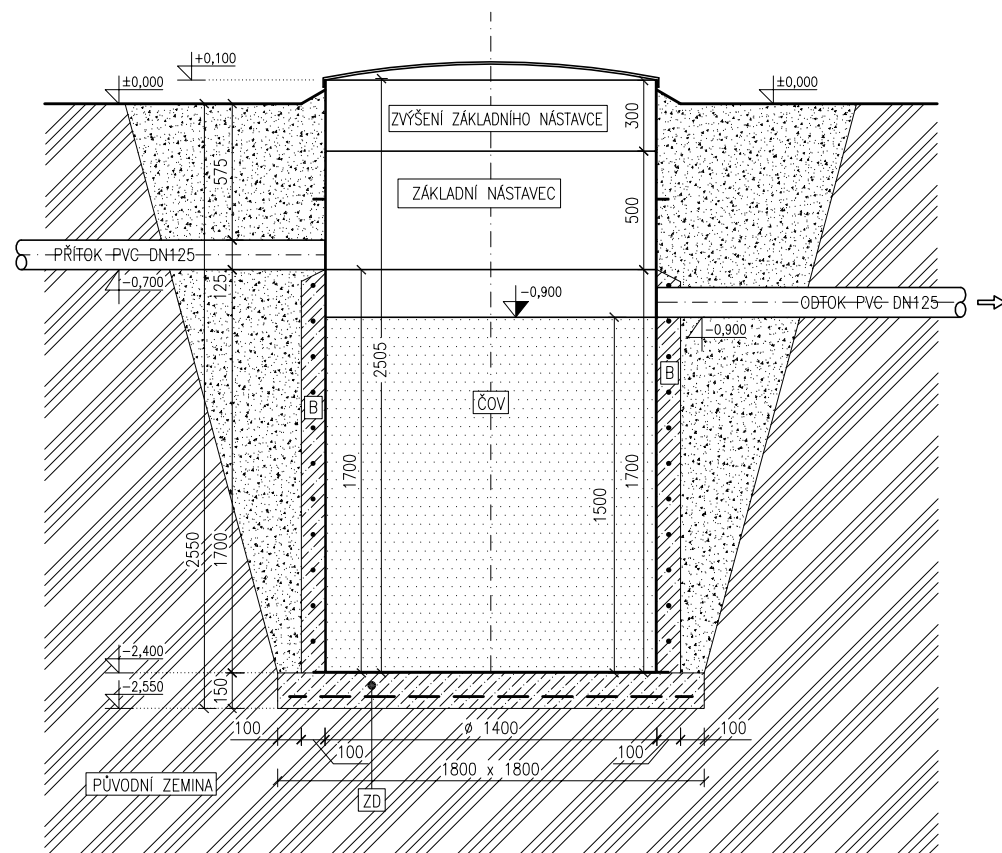 +0,100
±0,000
±0,000
ZVÝŠENÍ ZÁKLADNÍHO NÁSTAVCE
300
575
ZÁKLADNÍ NÁSTAVEC
500
PŘÍTOK PVC DN125
-0,700
125
-0,900
ODTOK PVC DN125
-0,900
2505
B
ČOV
B
1700
1500
1700
2550
1700
-2,400
-2,550
150
100
ø 1400
100
100
100
1800 x 1800
PŮVODNÍ ZEMINA
ZD